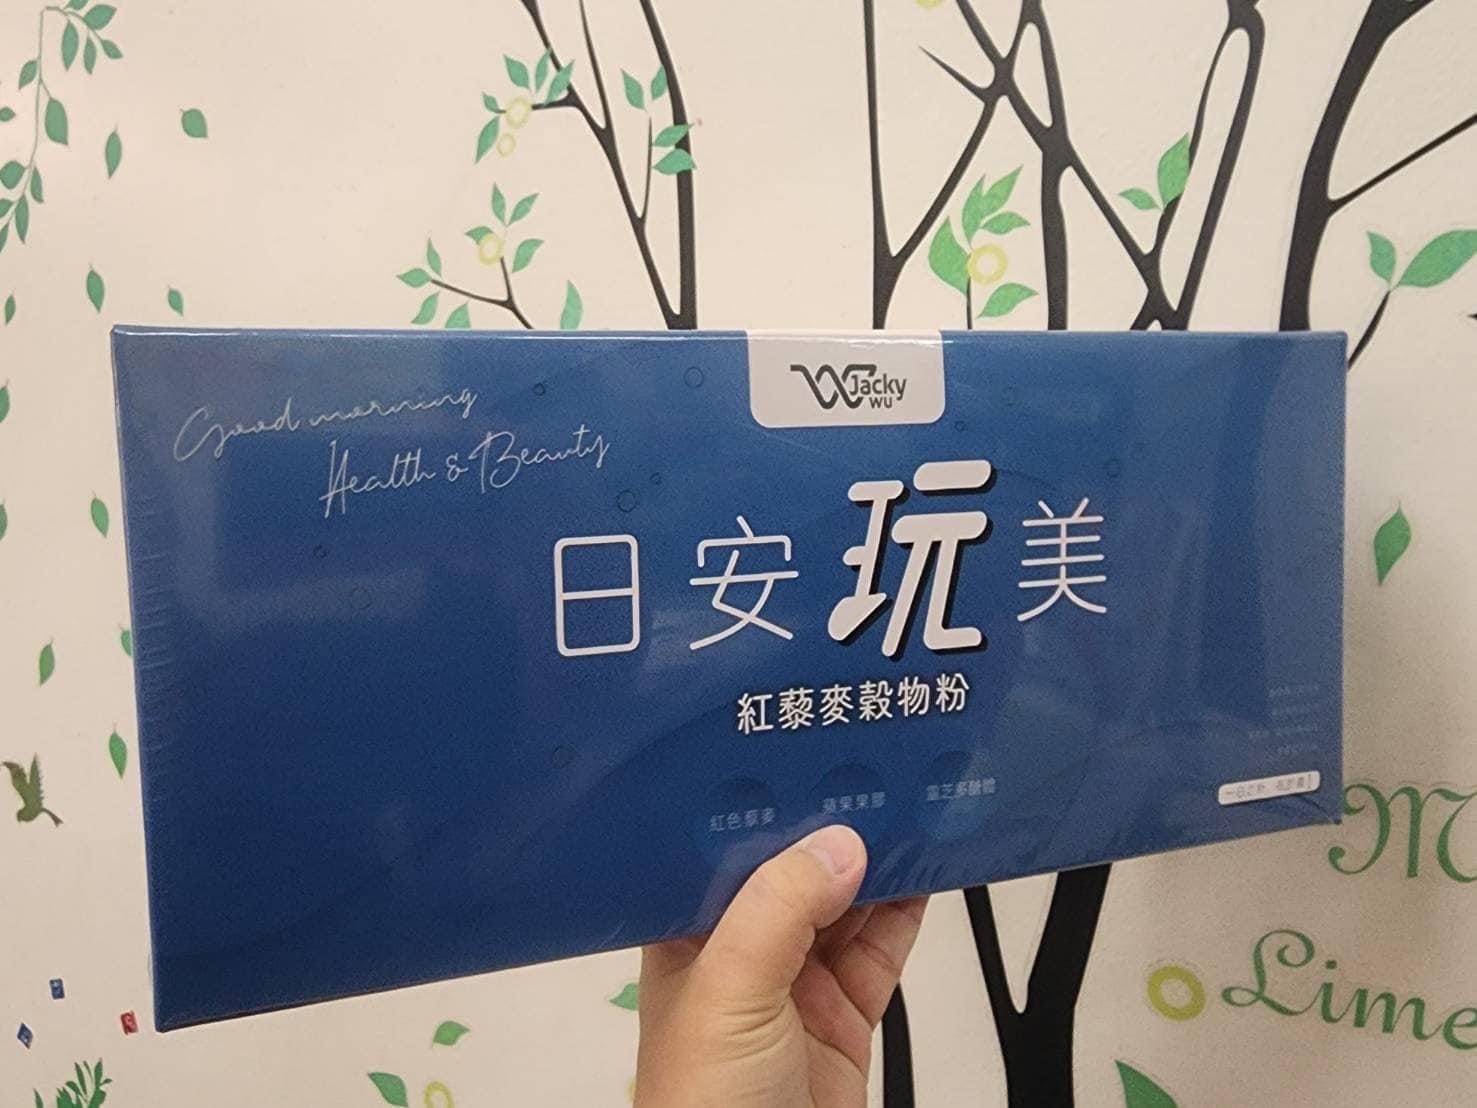 Jacky
wu
Good morning
Health & Beauty
日安玩美
紅藜麥穀物粉
紅色藜麥
蘋果果膠
靈芝多醣體
Lime